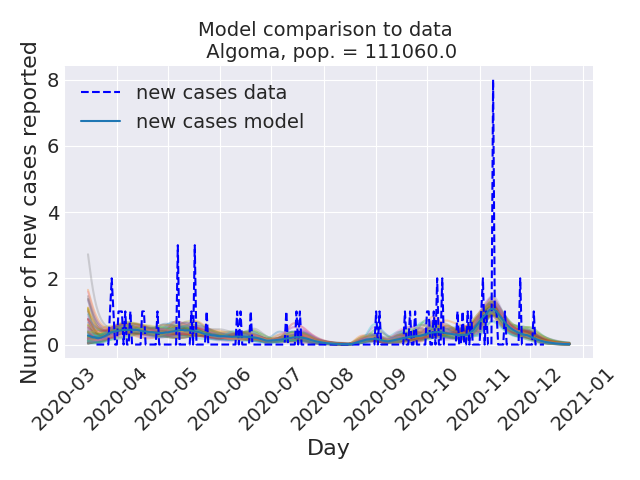 Model comparison to data
Algoma, pop. = 111060.0
Number of new cases reported
8
6
4
2
0
new cases data
new cases model
2020-03
2020-04
2020-05
2020-06
2020-07
2020-08
2020-09
2020-10
2020-11
2020-12
2021-01
Day